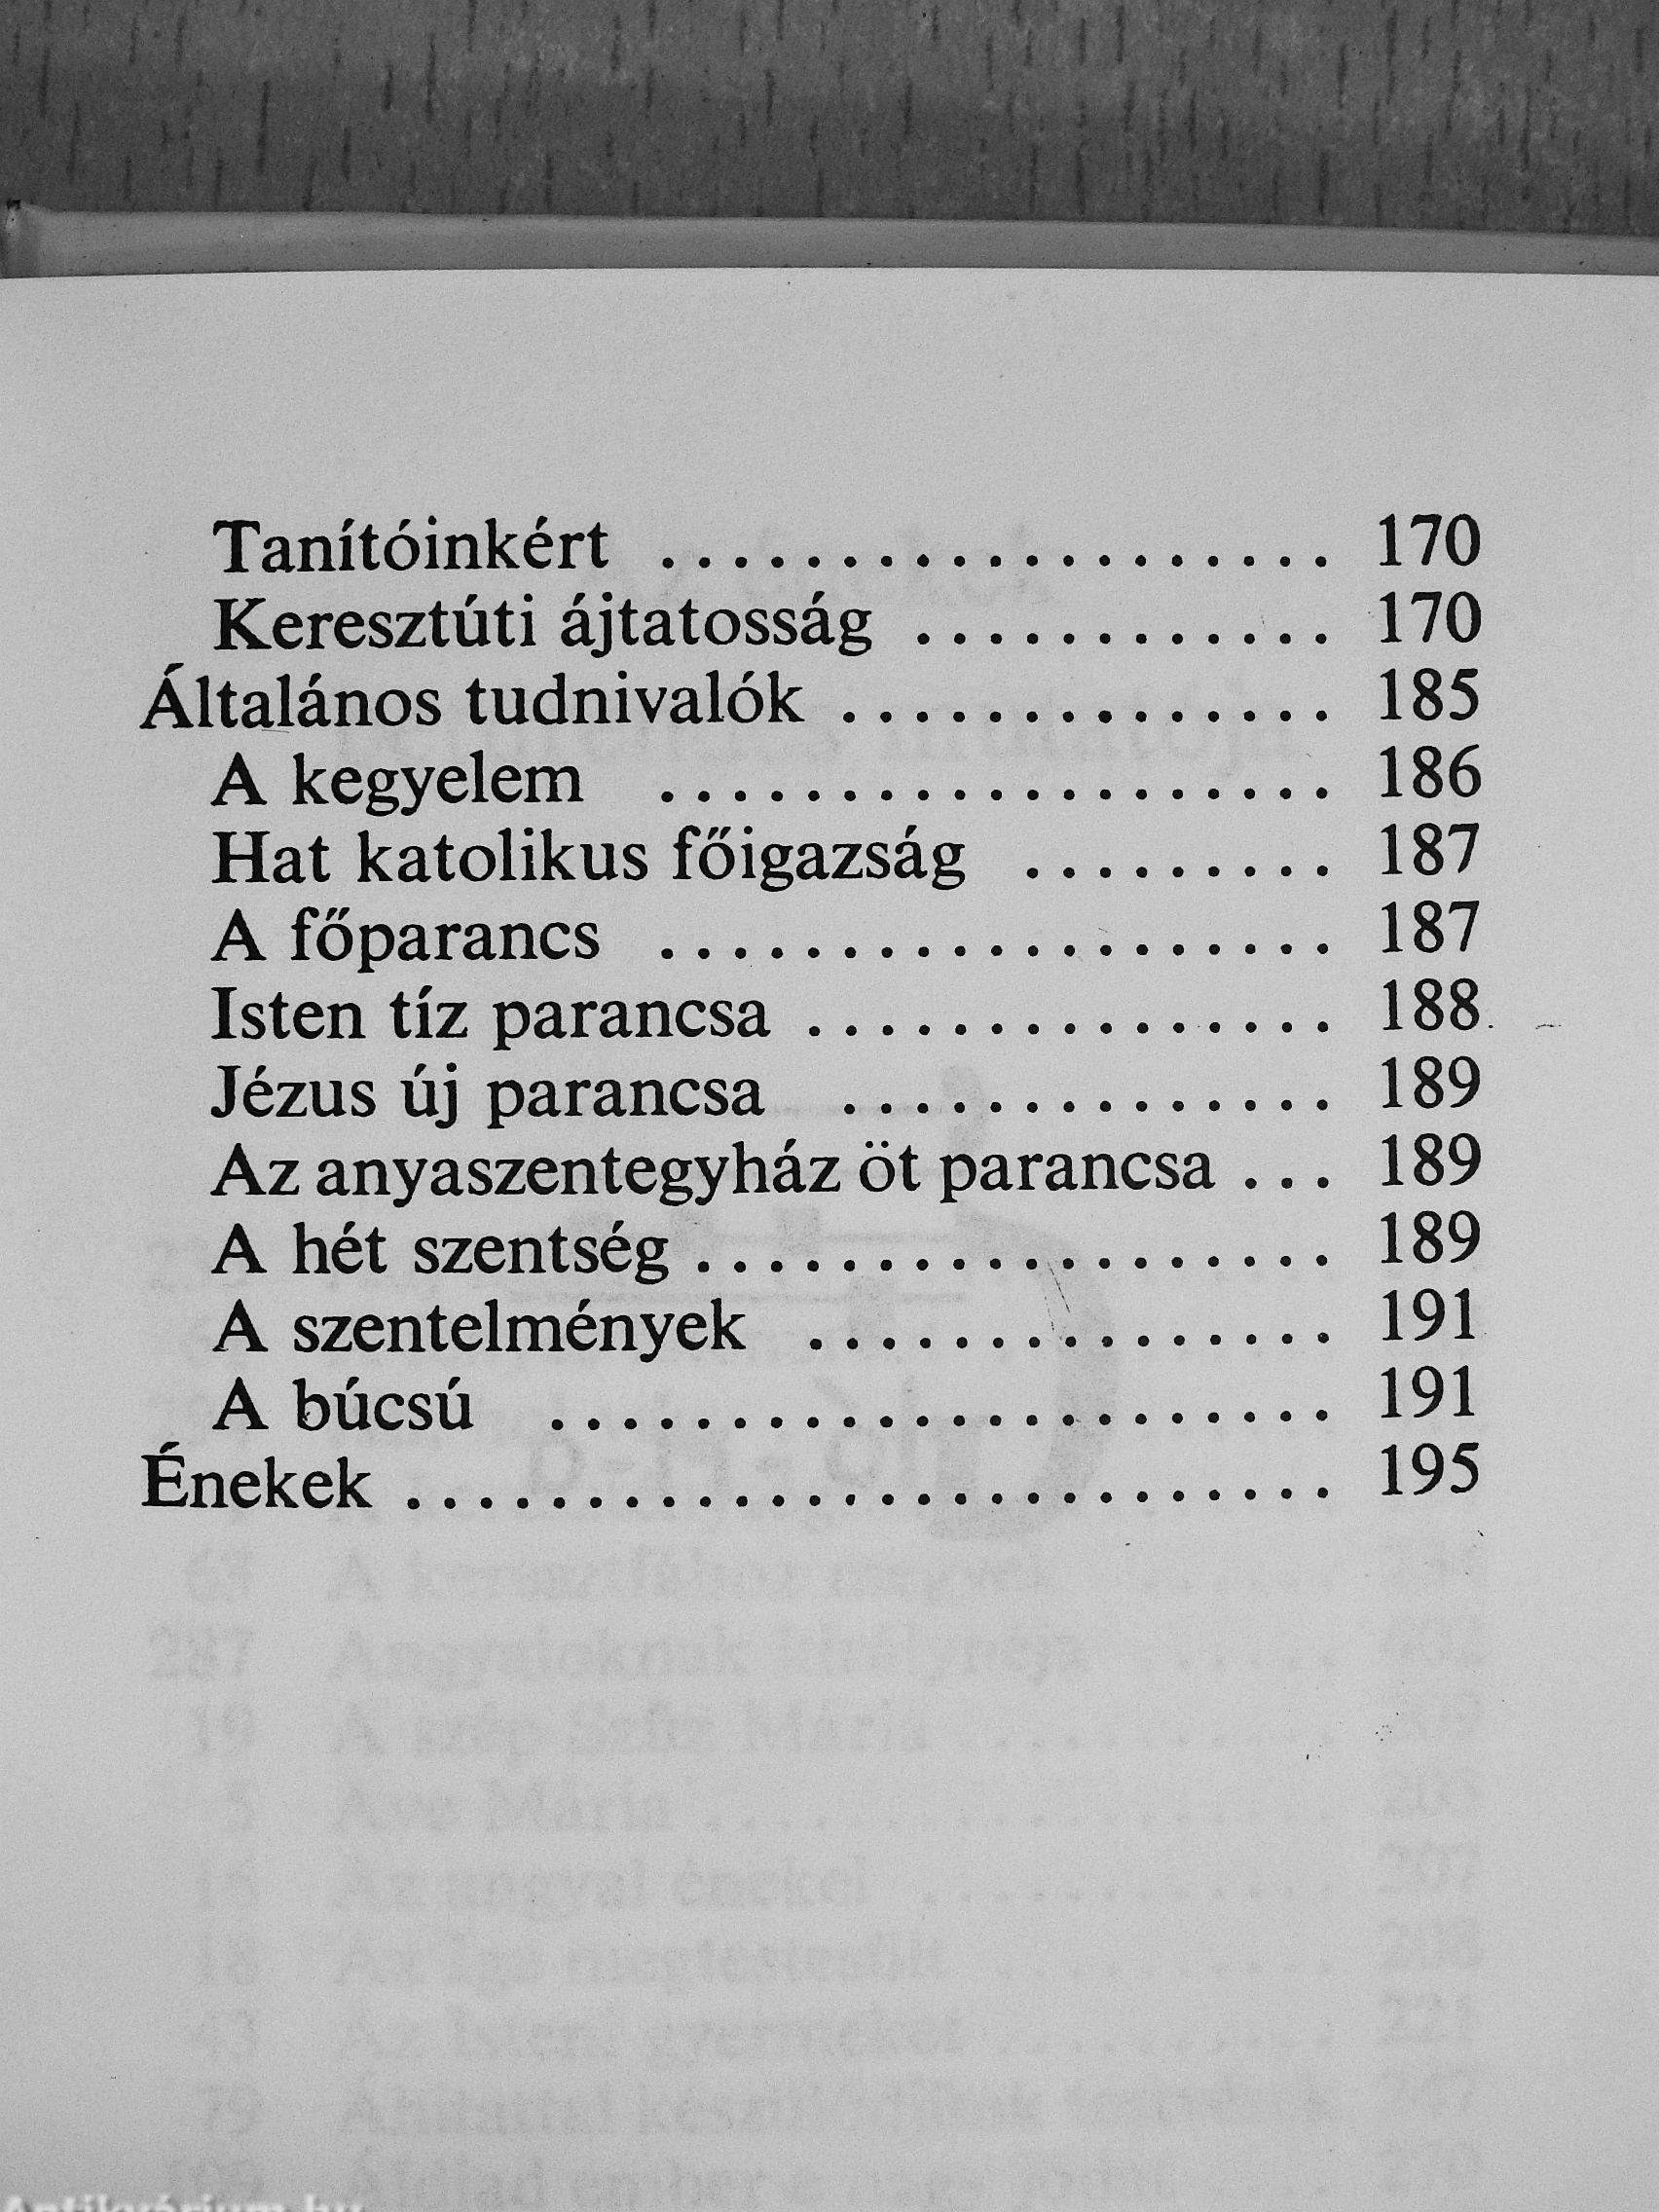 Tanítóinkért . . . . . . . . . . . . . . . . . . . 170
Keresztúti ájtatosság . . . . . . . . . . . . 170
Általános tudnivalók . . . . . . . . . . . . . . 185
A kegyelem . . . . . . . . . . . . . . . . . . . 186
Hat katolikus főigazság . . . . . . . . . 187
A főparancs . . . . . . . . . . . . . . . . . . . 187
Isten tíz parancsa . . . . . . . . . . . . . . . 188
Jézus új parancsa . . . . . . . . . . . . . . 189
Az anyaszentegyház öt parancsa . . . 189
A hét szentség . . . . . . . . . . . . . . . . . . 189
A szentelmények . . . . . . . . . . . . . . . 191
A búcsú . . . . . . . . . . . . . . . . . . . . . . 191
Énekek . . . . . . . . . . . . . . . . . . . . . . . . . . 195